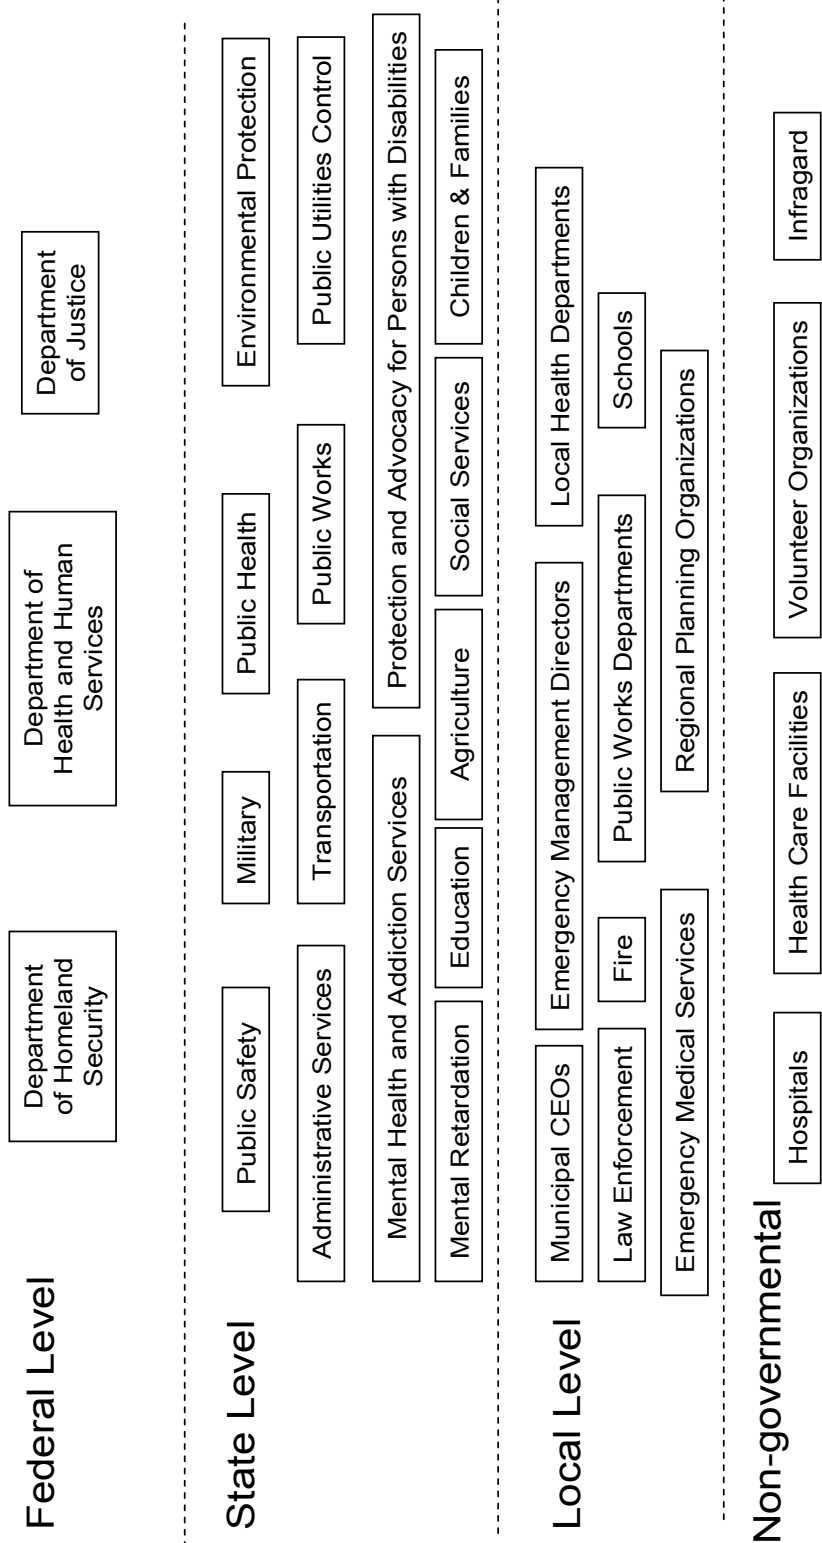 Federal Level
Department
of Homeland
Security
Department of
Health and Human
Services
Department
of Justice
State Level
Public Safety
Military
Public Health
Environmental Protection
Administrative Services
Transportation
Public Works
Public Utilities Control
Mental Health and Addiction Services
Protection and Advocacy for Persons with Disabilities
Mental Retardation
Education
Agriculture
Social Services
Children & Families
Local Level
Municipal CEOs
Emergency Management Directors
Local Health Departments
Law Enforcement
Fire
Public Works Departments
Schools
Emergency Medical Services
Regional Planning Organizations
Non-governmental
Hospitals
Health Care Facilities
Volunteer Organizations
Infragard